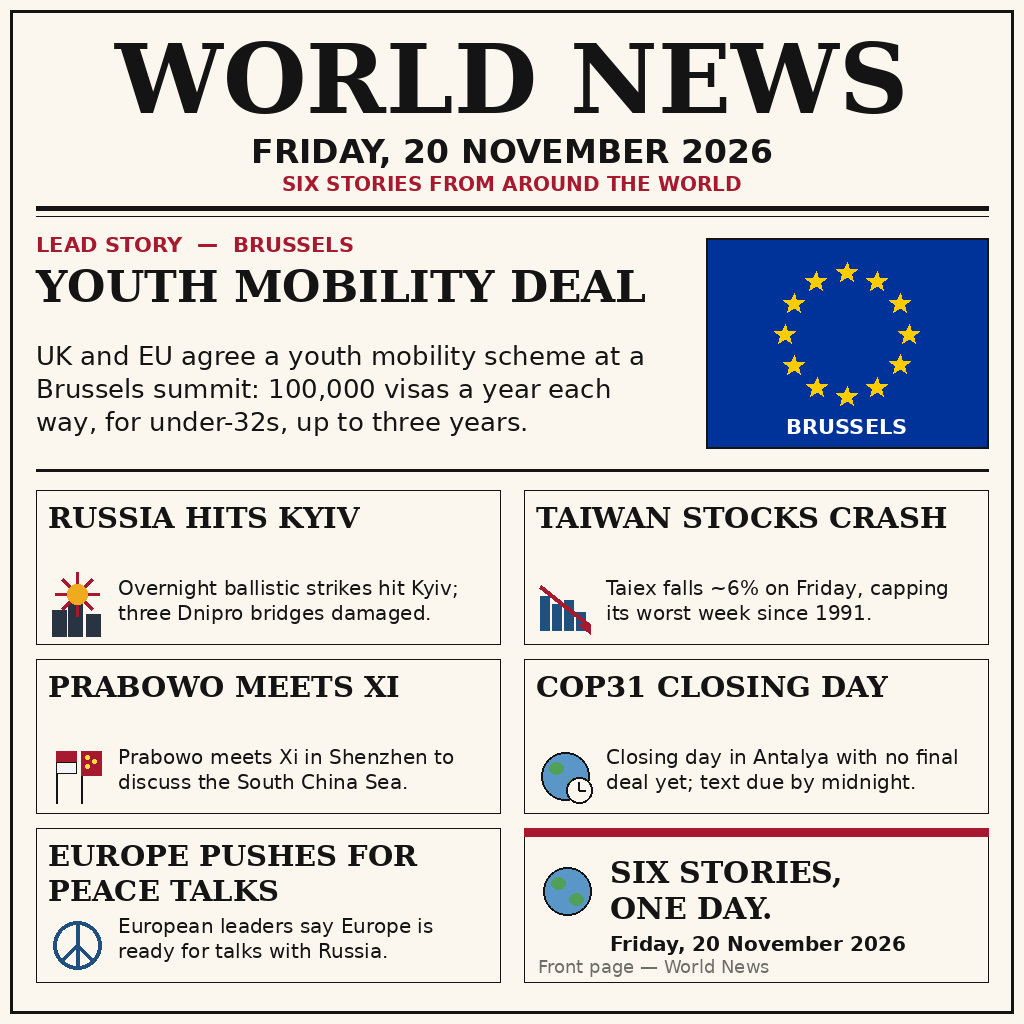 WORLD NEWS
FRIDAY, 20 NOVEMBER 2026
SIX STORIES FROM AROUND THE WORLD
LEAD STORY — BRUSSELS
YOUTH MOBILITY DEAL
UK and EU agree a youth mobility scheme at a
Brussels summit: 100,000 visas a year each
way, for under-32s, up to three years.
BRUSSELS
RUSSIA HITS KYIV
Overnight ballistic strikes hit Kyiv;
three Dnipro bridges damaged.
TAIWAN STOCKS CRASH
Taiex falls ~6% on Friday, capping
its worst week since 1991.
PRABOWO MEETS XI
Prabowo meets Xi in Shenzhen to
discuss the South China Sea.
COP31 CLOSING DAY
Closing day in Antalya with no final
deal yet; text due by midnight.
EUROPE PUSHES FOR
PEACE TALKS
European leaders say Europe is
ready for talks with Russia.
SIX STORIES,
ONE DAY.
Friday, 20 November 2026
Front page — World News